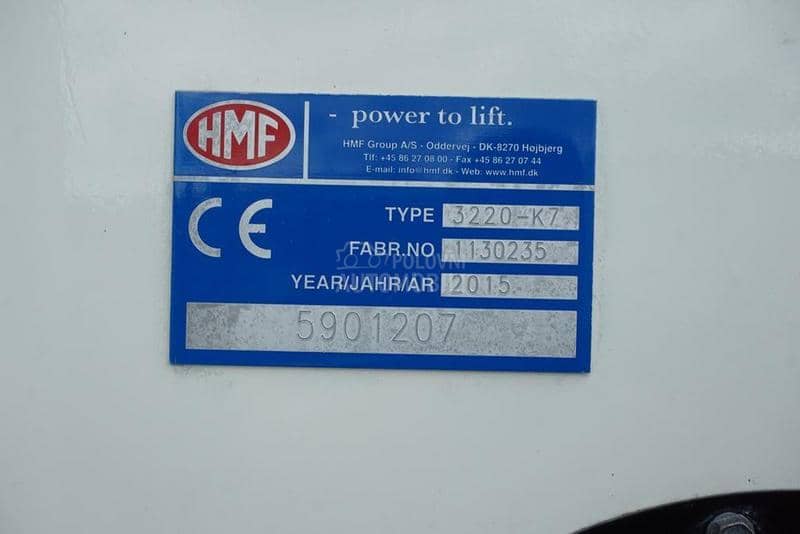 HMF
- power to lift.
HMF Group A/S - Oddervej - DK-8270 Højbjerg
Tlf: +45 86 27 08 00 - Fax +45 86 27 07 44
E-mail: info@hmf.dk - Web: www.hmf.dk
CE
TYPE 3220-K7
FABR.NO 1130235
POLOVNI
YEAR/JAHR/AR 2015
5901207